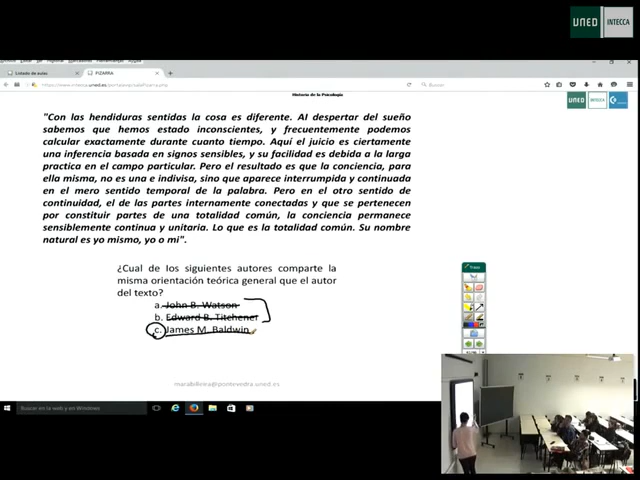 UNED INTECCA
Listado de aulas
PIZARRA
Buscar
Historia de la Psicología
UNED INTECCA
"Con las hendiduras sentidas la cosa es diferente. Al despertar del sueño
sabemos que hemos estado inconscientes, y frecuentemente podemos
calcular exactamente durante cuanto tiempo. Aquí el juicio es ciertamente
una inferencia basada en signos sensibles, y su facilidad es debida a la larga
practica en el campo particular. Pero el resultado es que la conciencia, para
ella misma, no es una e indivisa, sino que aparece interrumpida y continuada
en el mero sentido temporal de la palabra. Pero en el otro sentido de
continuidad, el de las partes internamente conectadas y que se pertenecen
por constituir partes de una totalidad común, la conciencia permanece
sensiblemente continua y unitaria. Lo que es la totalidad común. Su nombre
natural es yo mismo, yo o mi".
¿Cual de los siguientes autores comparte la
misma orientación teórica general que el autor
del texto?
a. John B. Watson
b. Edward B. Titchener
c. James M. Baldwin
Buscar en la web y en Windows